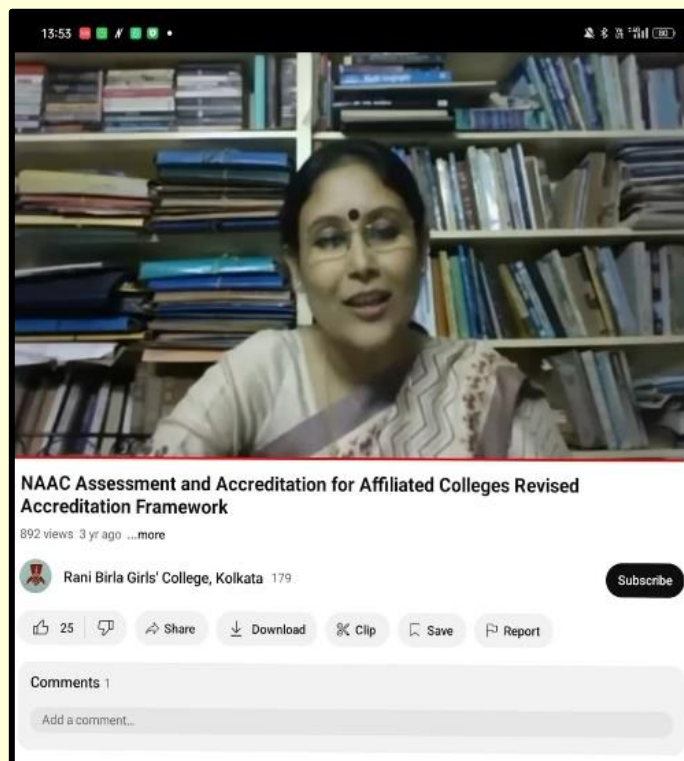 13:53
80
NAAC Assessment and Accreditation for Affiliated Colleges Revised
Accreditation Framework
892 views 3 yr ago ...more
Rani Birla Girls' College, Kolkata 179
Subscribe
25
Share
Download
Clip
Save
Report
Comments 1
Add a comment...